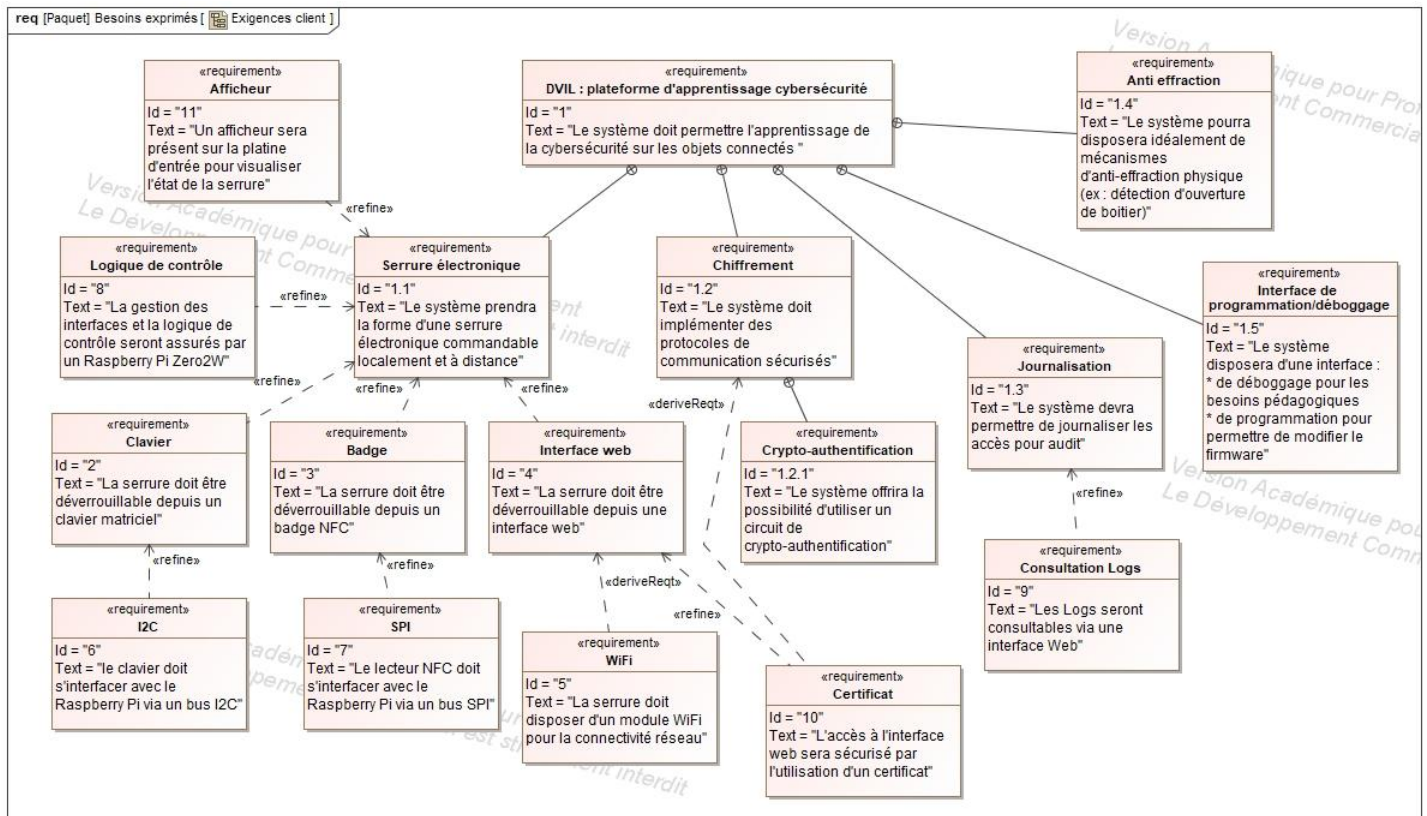 req [Paquet] Besoins exprimés [ Exigences client ]
«requirement»
Afficheur
Id = "11"
Text = "Un afficheur sera
présent sur la platine
d'entrée pour visualiser
l'état de la serrure"
«requirement»
DVIL : plateforme d'apprentissage cybersécurité
Id = "1"
Text = "Le système doit permettre l'apprentissage de
la cybersécurité sur les objets connectés "
«requirement»
Anti effraction
Id = "1.4"
Text = "Le système pourra
disposera idéalement de
mécanismes
d'anti-effraction physique
(ex : détection d'ouverture
de boitier)"
«refine»
«requirement»
Logique de contrôle
Id = "8"
Text = "La gestion des
interfaces et la logique de
contrôle seront assurés par
un Raspberry Pi Zero2W"
«refine»
«requirement»
Serrure électronique
Id = "1.1"
Text = "Le système prendra
la forme d'une serrure
électronique commandable
localement et à distance"
«requirement»
Chiffrement
Id = "1.2"
Text = "Le système doit
implémenter des
protocoles de
communication sécurisés"
«requirement»
Interface de
programmation/déboggage
Id = "1.5"
Text = "Le système
disposera d'une interface :
* de déboggage pour les
besoins pédagogiques
* de programmation pour
permettre de modifier le
firmware"
«requirement»
Journalisation
Id = "1.3"
Text = "Le système devra
permettre de journaliser les
accès pour audit"
«refine»
«refine»
«refine»
«deriveReqt»
«requirement»
Clavier
Id = "2"
Text = "La serrure doit être
déverrouillable depuis un
clavier matriciel"
«requirement»
Badge
Id = "3"
Text = "La serrure doit être
déverrouillable depuis un
badge NFC"
«requirement»
Interface web
Id = "4"
Text = "La serrure doit être
déverrouillable depuis une
interface web"
«requirement»
Crypto-authentification
Id = "1.2.1"
Text = "Le système offrira la
possibilité d'utiliser un
circuit de
crypto-authentification"
«refine»
«requirement»
Consultation Logs
Id = "9"
Text = "Les Logs seront
consultables via une
interface Web"
«refine»
«refine»
«deriveReqt»
«refine»
«requirement»
I2C
Id = "6"
Text = "le clavier doit
s'interfacer avec le
Raspberry Pi via un bus I2C"
«requirement»
SPI
Id = "7"
Text = "Le lecteur NFC doit
s'interfacer avec le
Raspberry Pi via un bus SPI"
«requirement»
WiFi
Id = "5"
Text = "La serrure doit
disposer d'un module WiFi
pour la connectivité réseau"
«requirement»
Certificat
Id = "10"
Text = "L'accès à l'interface
web sera sécurisé par
l'utilisation d'un certificat"
Version Académique pour
Le Développement
interdit
Version Académique
Le Développement
interdit